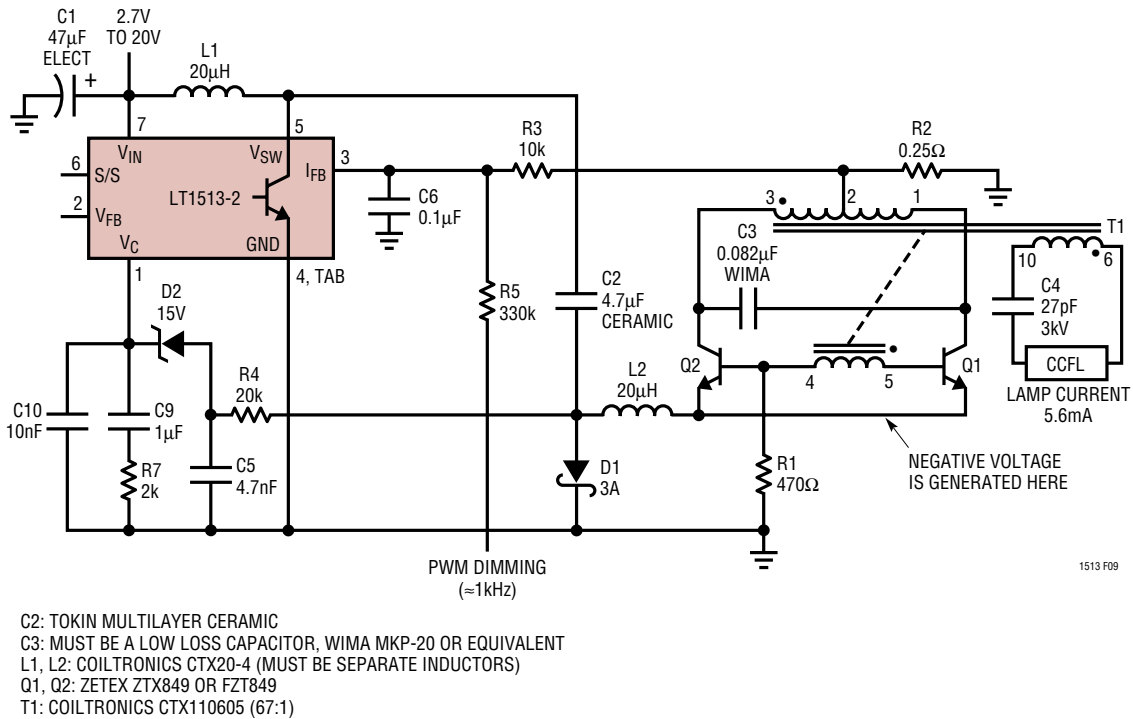 C1
47µF
ELECT
+
2.7V
TO 20V
L1
20µH
7
5
VIN
VSW
6
S/S
IFB
3
LT1513-2
2
VFB
VC
GND
1
4, TAB
R3
10k
R2
0.25Ω
C6
0.1µF
3
2
1
T1
C3
0.082µF
WIMA
10
6
C4
27pF
3kV
CCFL
LAMP CURRENT
5.6mA
D2
15V
R5
330k
C2
4.7µF
CERAMIC
Q2
Q1
4
5
L2
20µH
R4
20k
C10
10nF
C9
1µF
R7
2k
C5
4.7nF
D1
3A
R1
470Ω
NEGATIVE VOLTAGE
IS GENERATED HERE
PWM DIMMING
(≈1kHz)
1513 F09
C2: TOKIN MULTILAYER CERAMIC
C3: MUST BE A LOW LOSS CAPACITOR, WIMA MKP-20 OR EQUIVALENT
L1, L2: COILTRONICS CTX20-4 (MUST BE SEPARATE INDUCTORS)
Q1, Q2: ZETEX ZTX849 OR FZT849
T1: COILTRONICS CTX110605 (67:1)